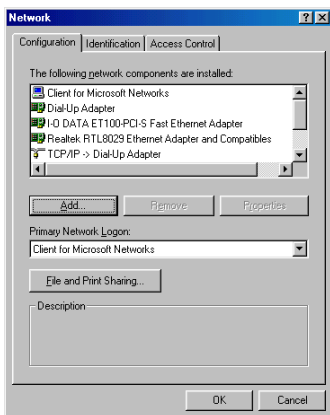 Network
Configuration Identification Access Control
The following network components are installed:
Client for Microsoft Networks
Dial-Up Adapter
I-O DATA ET100-PCI-S Fast Ethernet Adapter
Realtek RTL8029 Ethernet Adapter and Compatibles
TCP/IP -> Dial-Up Adapter
Add... Remove Properties
Primary Network Logon:
Client for Microsoft Networks
File and Print Sharing...
Description
OK Cancel